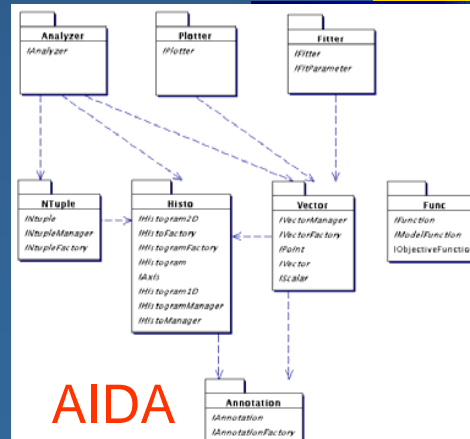 Analyzer
IAnalyzer
Plotter
IPlotter
Fitter
IFitter
IFitParameter
NTuple
INtuple
INtupleManager
INtupleFactory
Histo
IHistogram2D
IHistoFactory
IHistogramFactory
IHistogram
IAxis
IHistogram1D
IHistogramManager
IHistoManager
Vector
IVectorManager
IVectorFactory
IPoint
IVector
IScalar
Func
IFunction
IModelFunction
IObjectiveFunction
AIDA
Annotation
IAnnotation
IAnnotationFactory